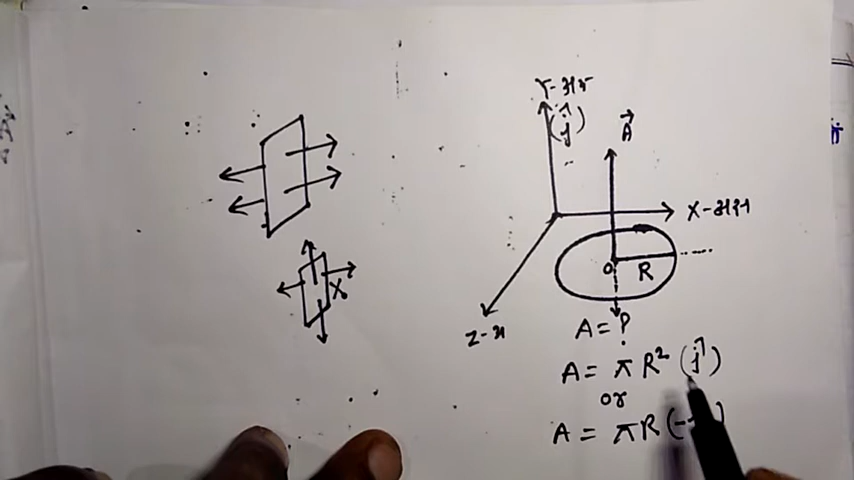 Y-अक्ष
(ĵ)
A⃗
X-अक्ष
O
R
Z-अ
X
A = ?
A = πR² (ĵ)
or
A = πR (-